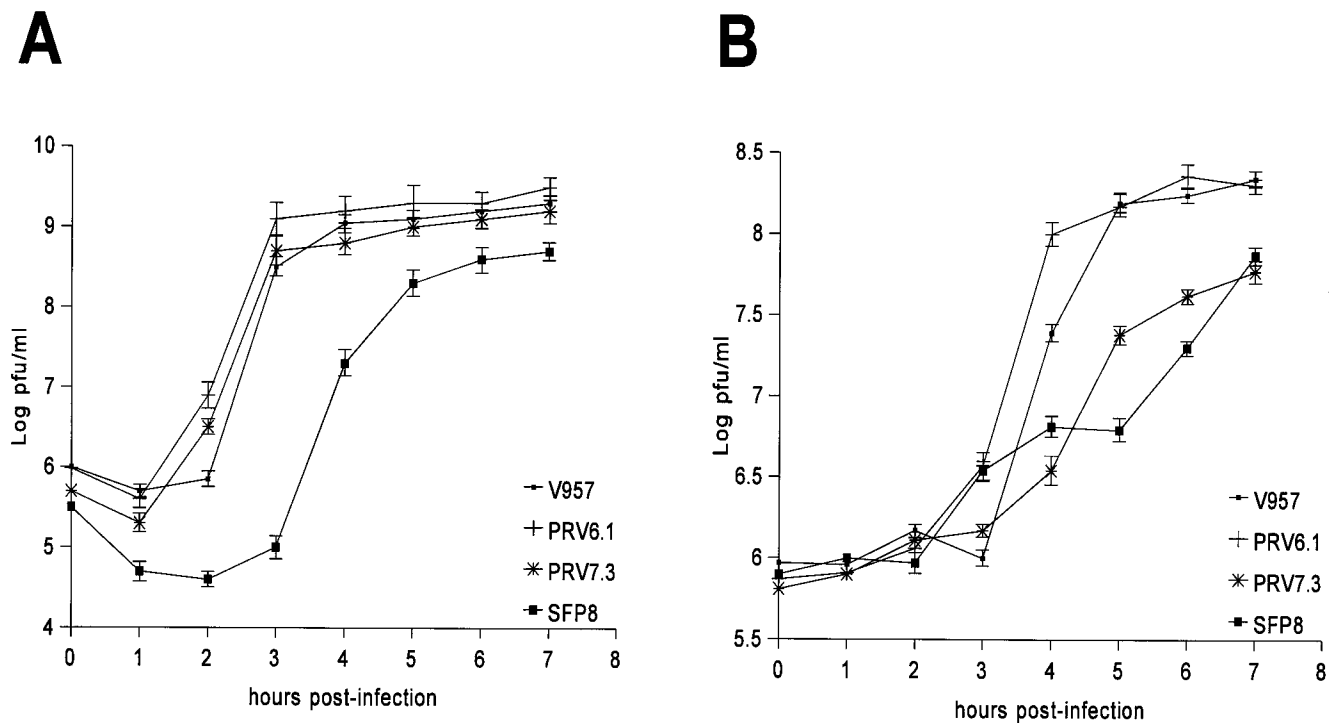 A
10
9
8
7
6
5
4
Log pfu/ml
0 1 2 3 4 5 6 7 8
hours post-infection
V957
PRV6.1
PRV7.3
SFP8
B
8.5
8
7.5
7
6.5
6
5.5
Log pfu/ml
0 1 2 3 4 5 6 7 8
hours post-infection
V957
PRV6.1
PRV7.3
SFP8